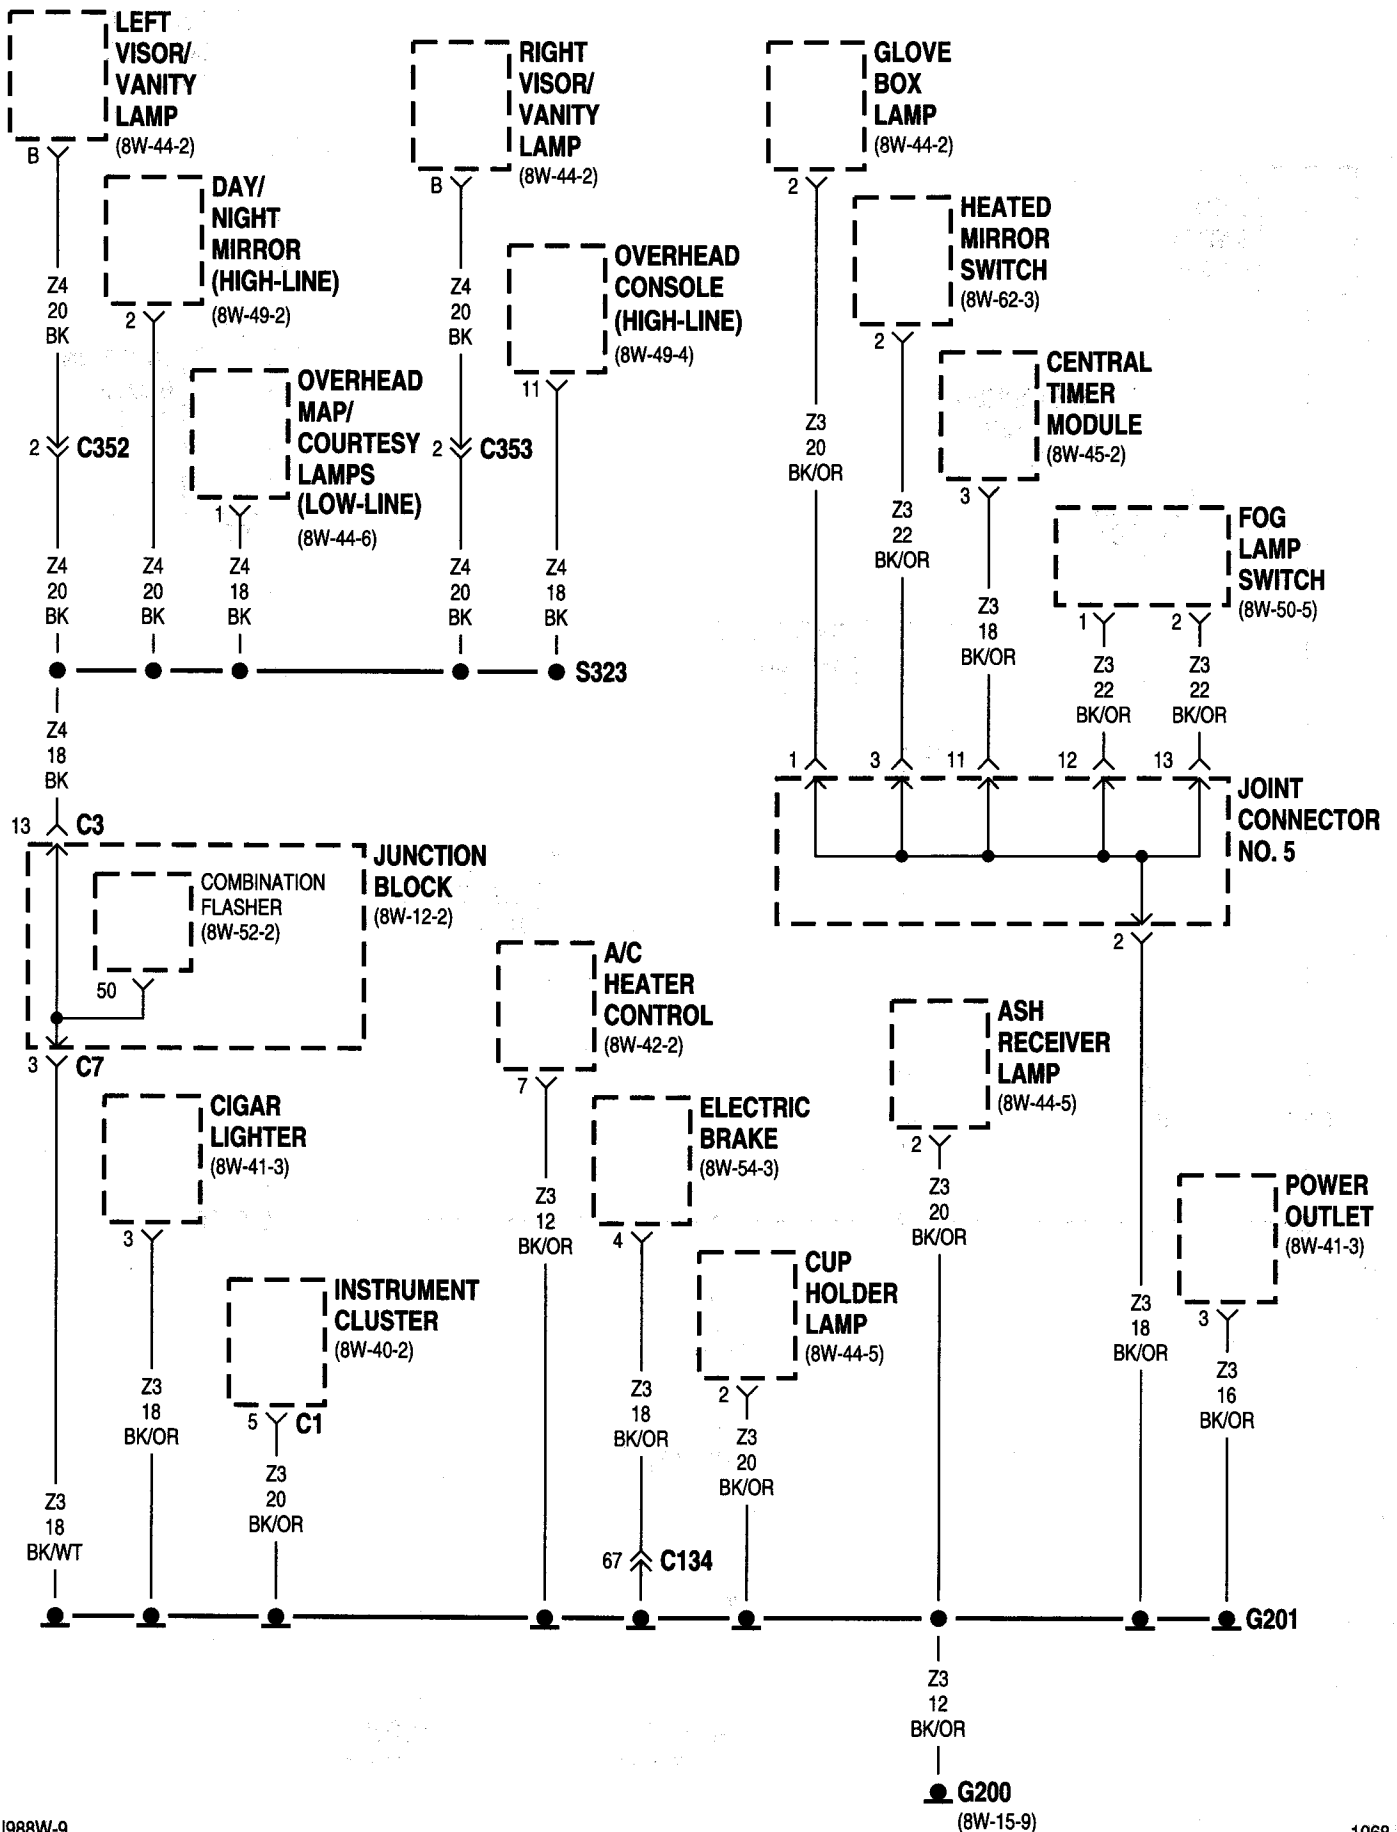 LEFT
VISOR/
VANITY
LAMP
(8W-44-2)
B
Z4
20
BK
2
C352
Z4
20
BK
DAY/
NIGHT
MIRROR
(HIGH-LINE)
(8W-49-2)
2
Z4
20
BK
OVERHEAD
MAP/
COURTESY
LAMPS
(LOW-LINE)
(8W-44-6)
1
Z4
18
BK
RIGHT
VISOR/
VANITY
LAMP
(8W-44-2)
B
Z4
20
BK
2
C353
Z4
20
BK
OVERHEAD
CONSOLE
(HIGH-LINE)
(8W-49-4)
11
Z4
18
BK
S323
GLOVE
BOX
LAMP
(8W-44-2)
2
Z3
20
BK/OR
1
HEATED
MIRROR
SWITCH
(8W-62-3)
2
Z3
22
BK/OR
3
CENTRAL
TIMER
MODULE
(8W-45-2)
3
Z3
18
BK/OR
11
FOG
LAMP
SWITCH
(8W-50-5)
1
Z3
22
BK/OR
12
2
Z3
22
BK/OR
13
JOINT
CONNECTOR
NO. 5
2
Z3
18
BK/OR
Z4
18
BK
13
C3
JUNCTION
BLOCK
(8W-12-2)
COMBINATION
FLASHER
(8W-52-2)
50
3
C7
Z3
18
BK/WT
CIGAR
LIGHTER
(8W-41-3)
3
Z3
18
BK/OR
INSTRUMENT
CLUSTER
(8W-40-2)
5
C1
Z3
20
BK/OR
A/C
HEATER
CONTROL
(8W-42-2)
7
Z3
12
BK/OR
ELECTRIC
BRAKE
(8W-54-3)
4
Z3
18
BK/OR
67
C134
CUP
HOLDER
LAMP
(8W-44-5)
2
Z3
20
BK/OR
ASH
RECEIVER
LAMP
(8W-44-5)
2
Z3
20
BK/OR
POWER
OUTLET
(8W-41-3)
3
Z3
16
BK/OR
G201
Z3
12
BK/OR
G200
(8W-15-9)
J988W-9